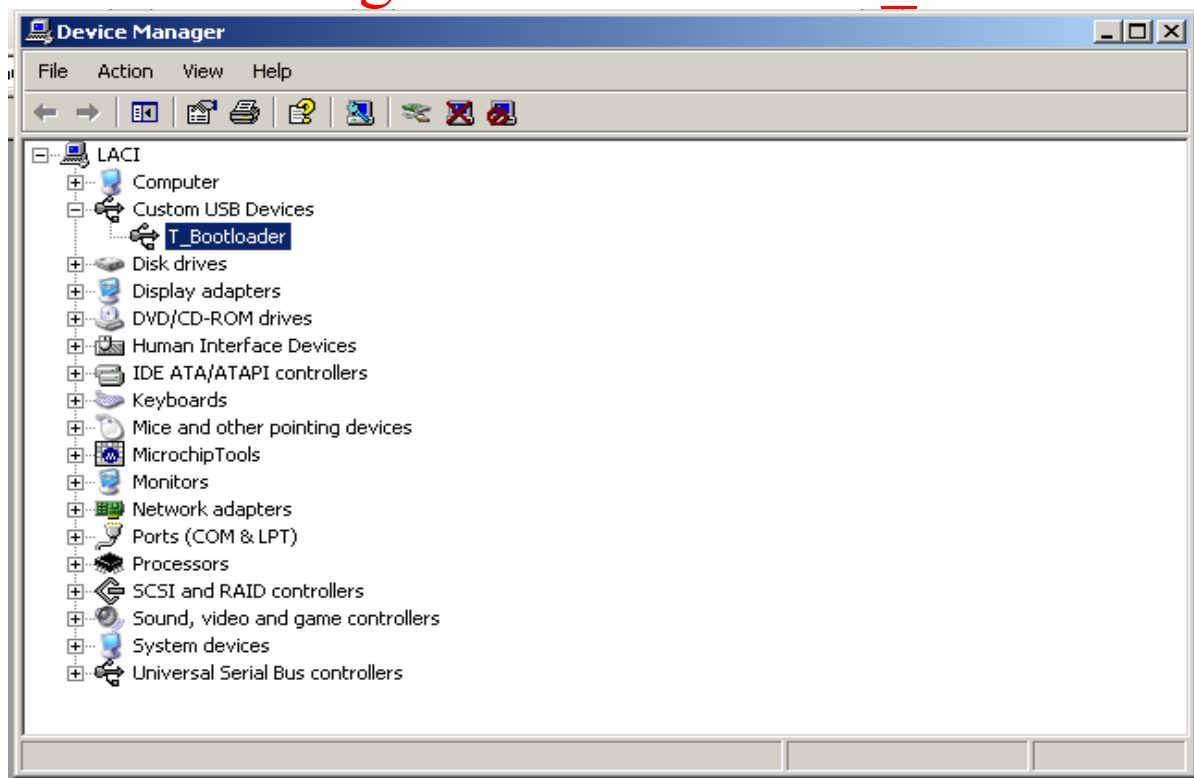 Device Manager
File Action View Help
LACI
Computer
Custom USB Devices
T_Bootloader
Disk drives
Display adapters
DVD/CD-ROM drives
Human Interface Devices
IDE ATA/ATAPI controllers
Keyboards
Mice and other pointing devices
MicrochipTools
Monitors
Network adapters
Ports (COM & LPT)
Processors
SCSI and RAID controllers
Sound, video and game controllers
System devices
Universal Serial Bus controllers